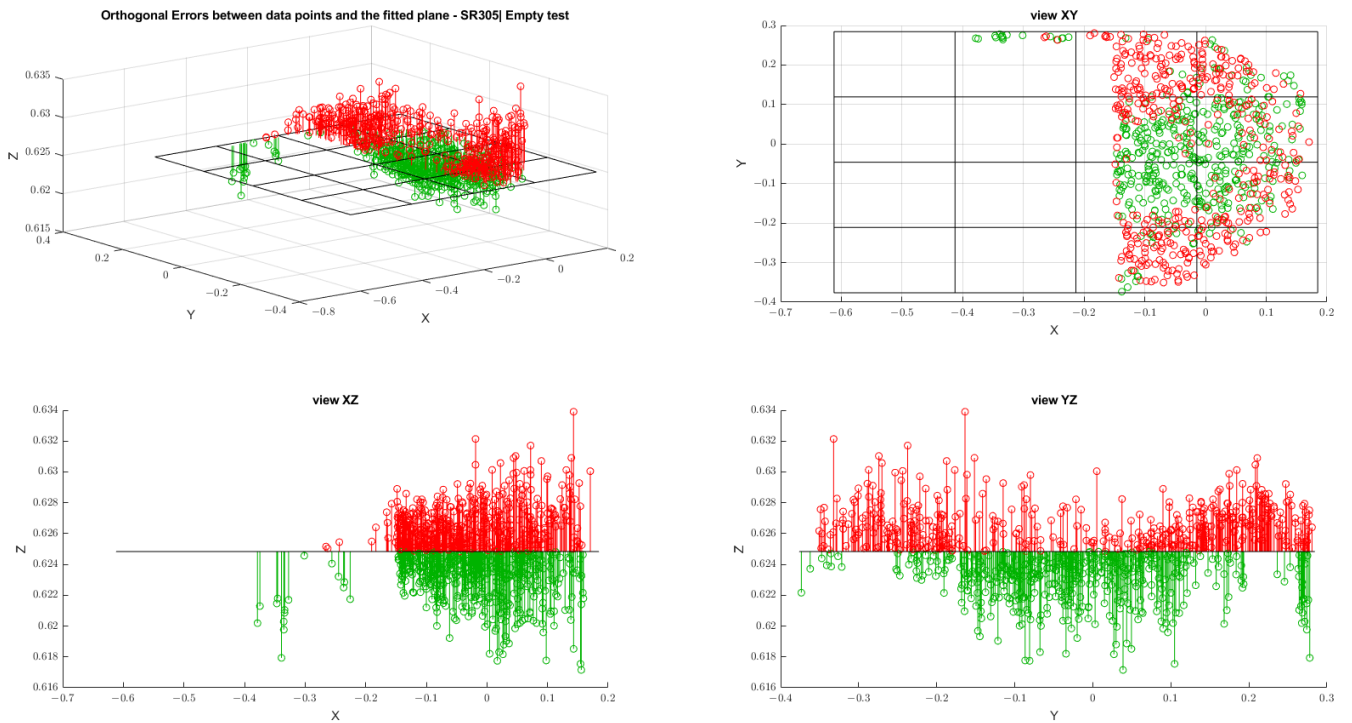 Orthogonal Errors between data points and the fitted plane - SR305| Empty test
0.635
0.63
0.625
0.62
0.615
Z
0.4
0.2
0
−0.2
−0.4
Y
−0.8
−0.6
−0.4
−0.2
0
0.2
X
view XY
0.3
0.2
0.1
0
−0.1
−0.2
−0.3
−0.4
Y
−0.7 −0.6 −0.5 −0.4 −0.3 −0.2 −0.1 0 0.1 0.2
X
view XZ
0.634
0.632
0.63
0.628
0.626
0.624
0.622
0.62
0.618
0.616
Z
−0.7 −0.6 −0.5 −0.4 −0.3 −0.2 −0.1 0 0.1 0.2
X
view YZ
0.634
0.632
0.63
0.628
0.626
0.624
0.622
0.62
0.618
0.616
Z
−0.4 −0.3 −0.2 −0.1 0 0.1 0.2 0.3
Y